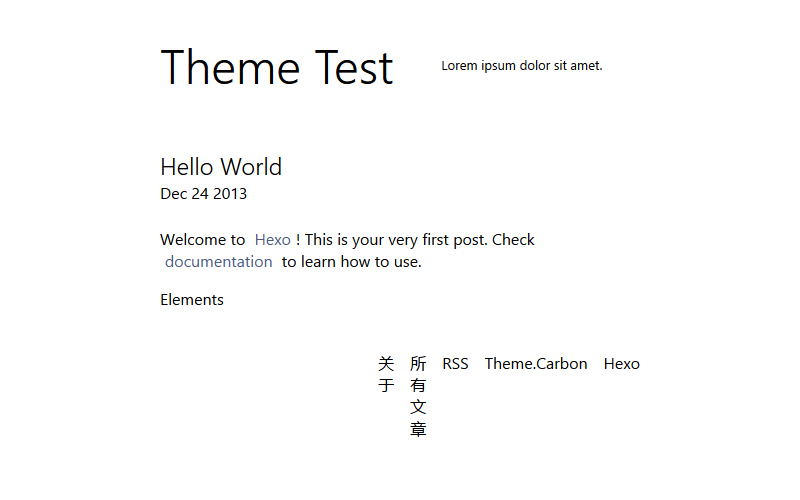 Theme Test
Lorem ipsum dolor sit amet.
Hello World
Dec 24 2013
Welcome to Hexo ! This is your very first post. Check
documentation to learn how to use.
Elements
关于 所有文章 RSS Theme.Carbon Hexo